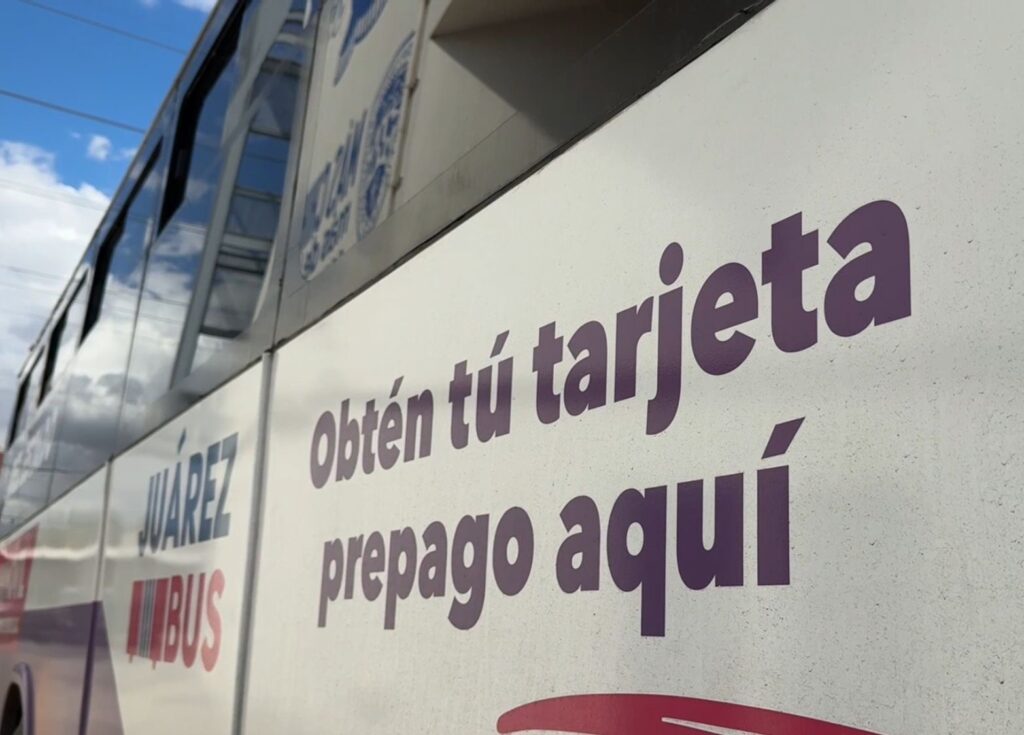 Obtén tú tarjeta
prepago aquí
JUÁREZ
BUS